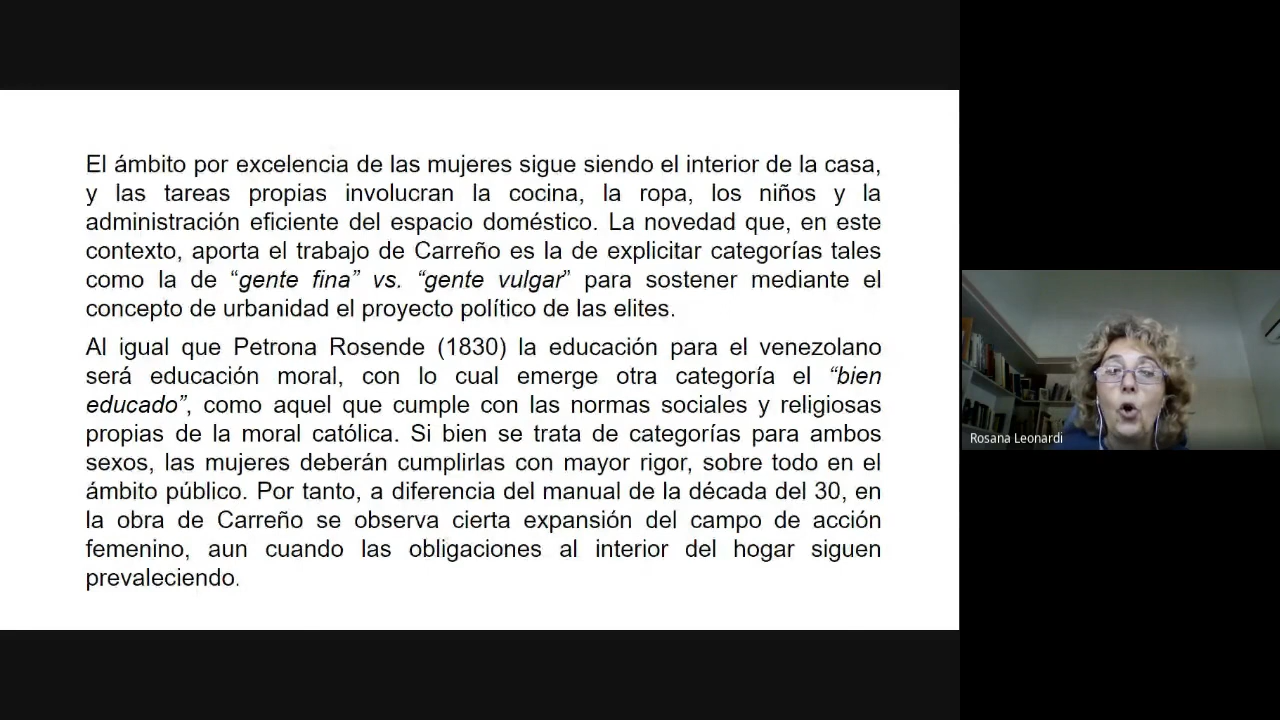 El ámbito por excelencia de las mujeres sigue siendo el interior de la casa,
y las tareas propias involucran la cocina, la ropa, los niños y la
administración eficiente del espacio doméstico. La novedad que, en este
contexto, aporta el trabajo de Carreño es la de explicitar categorías tales
como la de “gente fina” vs. “gente vulgar” para sostener mediante el
concepto de urbanidad el proyecto político de las elites.
Al igual que Petrona Rosende (1830) la educación para el venezolano
será educación moral, con lo cual emerge otra categoría el “bien
educado”, como aquel que cumple con las normas sociales y religiosas
propias de la moral católica. Si bien se trata de categorías para ambos
sexos, las mujeres deberán cumplirlas con mayor rigor, sobre todo en el
ámbito público. Por tanto, a diferencia del manual de la década del 30, en
la obra de Carreño se observa cierta expansión del campo de acción
femenino, aun cuando las obligaciones al interior del hogar siguen
prevaleciendo.
Rosana Leonardi